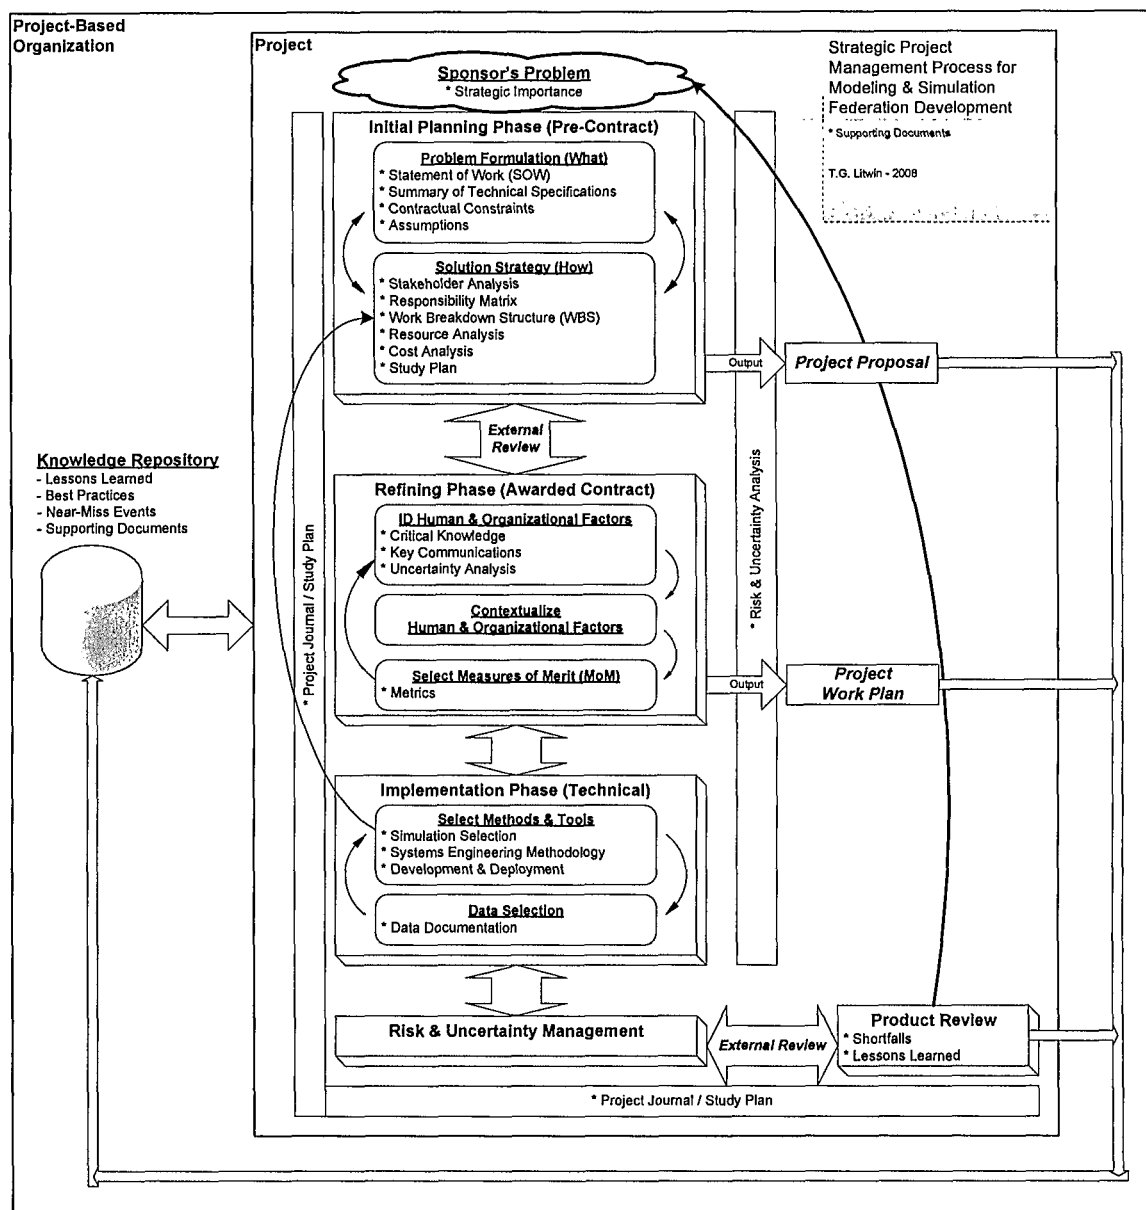 Project-Based
Organization
Project
Strategic Project
Management Process for
Modeling & Simulation
Federation Development
* Supporting Documents
T.G. Litwin - 2008
Sponsor's Problem
* Strategic Importance
Initial Planning Phase (Pre-Contract)
Problem Formulation (What)
* Statement of Work (SOW)
* Summary of Technical Specifications
* Contractual Constraints
* Assumptions
Solution Strategy (How)
* Stakeholder Analysis
* Responsibility Matrix
* Work Breakdown Structure (WBS)
* Resource Analysis
* Cost Analysis
* Study Plan
Output
Project Proposal
External
Review
Knowledge Repository
- Lessons Learned
- Best Practices
- Near-Miss Events
- Supporting Documents
* Project Journal / Study Plan
* Risk & Uncertainty Analysis
Refining Phase (Awarded Contract)
ID Human & Organizational Factors
* Critical Knowledge
* Key Communications
* Uncertainty Analysis
Contextualize
Human & Organizational Factors
Select Measures of Merit (MoM)
* Metrics
Output
Project
Work Plan
Implementation Phase (Technical)
Select Methods & Tools
* Simulation Selection
* Systems Engineering Methodology
* Development & Deployment
Data Selection
* Data Documentation
Risk & Uncertainty Management
External Review
Product Review
* Shortfalls
* Lessons Learned
* Project Journal / Study Plan